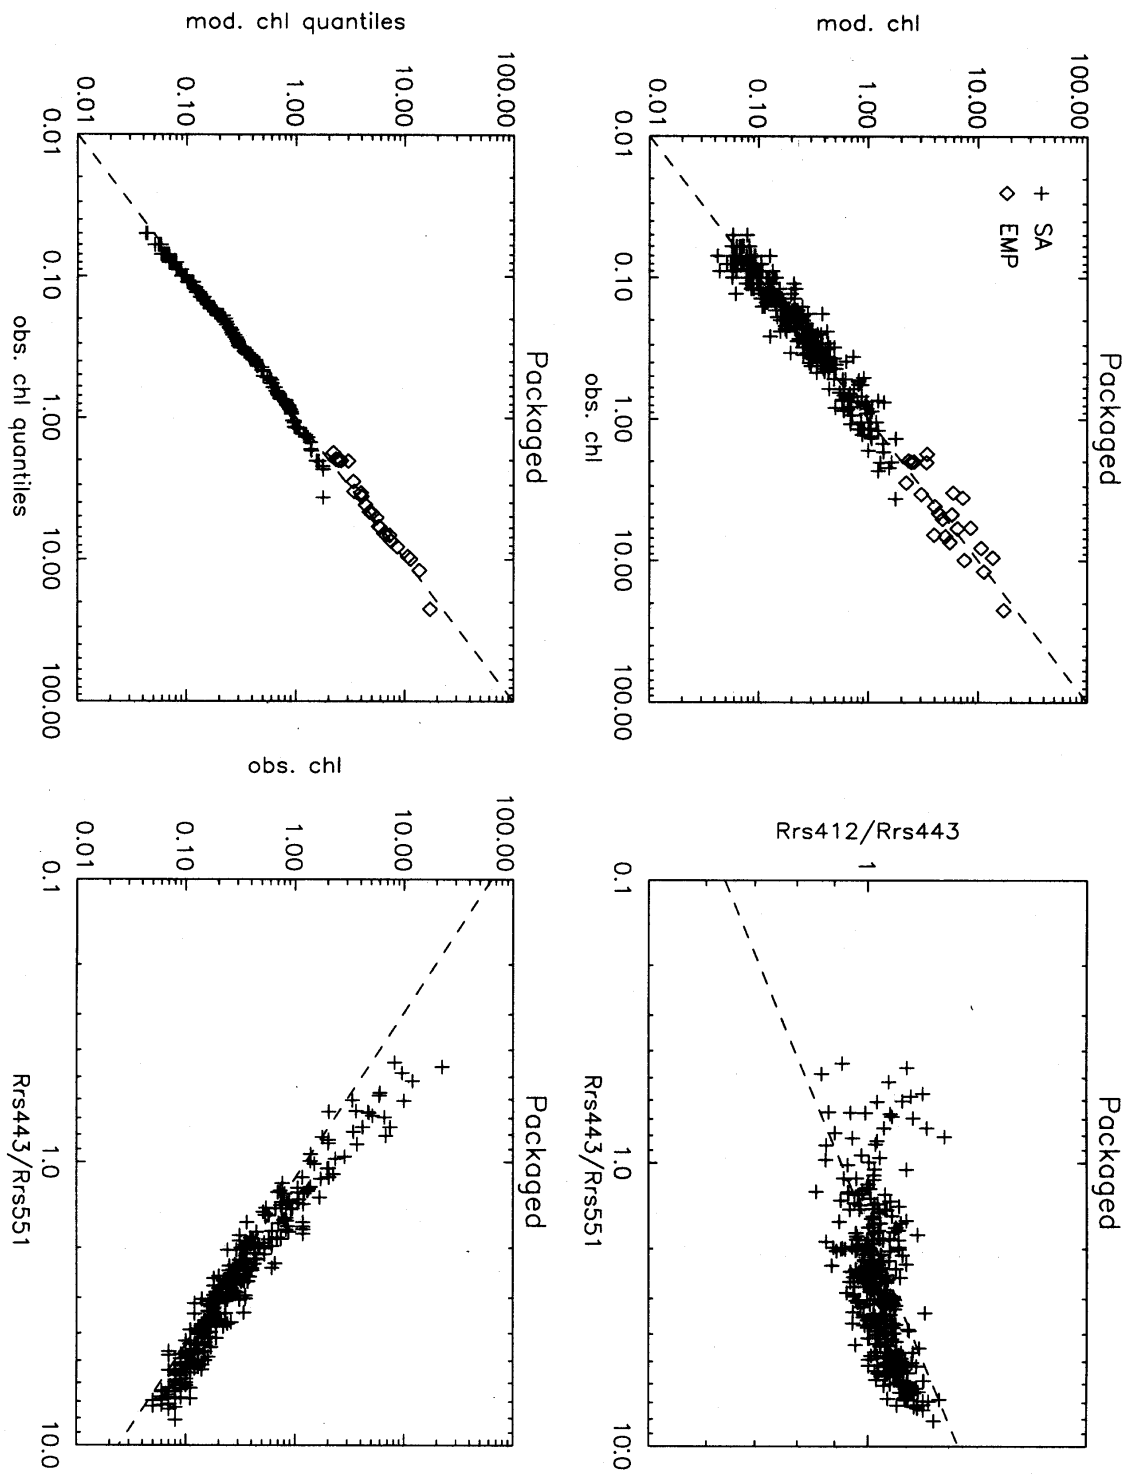 Packaged
mod. chl
100.00
10.00
1.00
0.10
0.01
+ SA
◇ EMP
0.01 0.10 1.00 10.00 100.00
obs. chl
Packaged
Rrs412/Rrs443
1
0.1 1.0 10.0
Rrs443/Rrs551
Packaged
mod. chl quantiles
100.00
10.00
1.00
0.10
0.01
0.01 0.10 1.00 10.00 100.00
obs. chl quantiles
Packaged
obs. chl
100.00
10.00
1.00
0.10
0.01
0.1 1.0 10.0
Rrs443/Rrs551